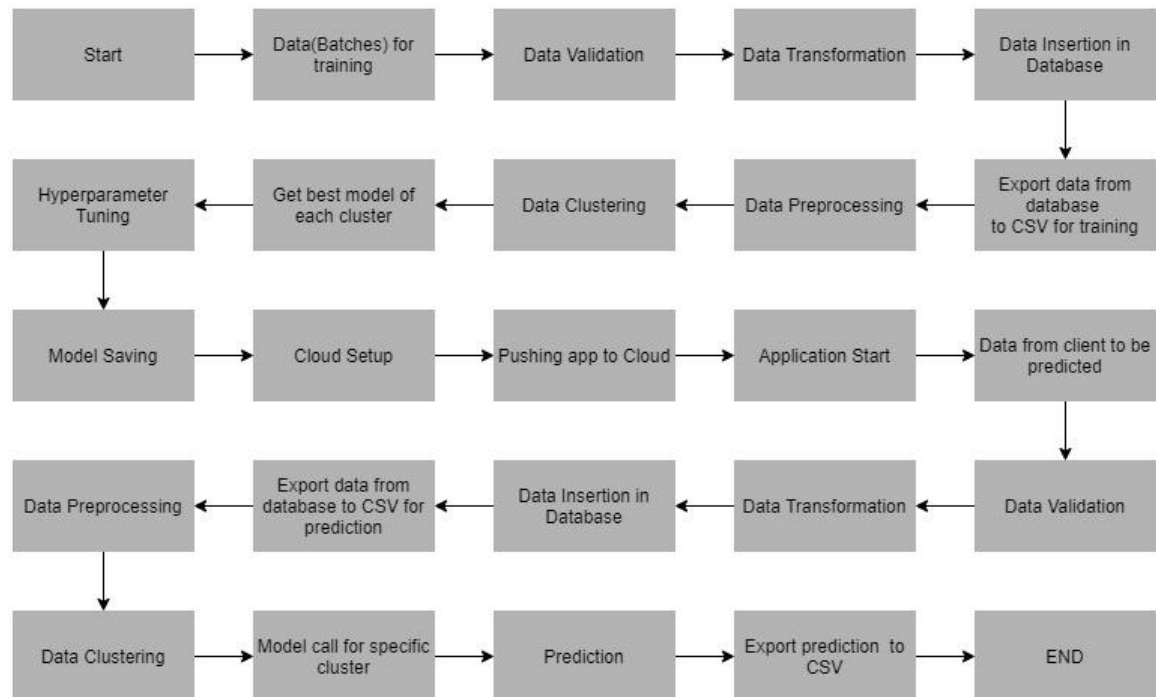 Start
Data(Batches) for
training
Data Validation
Data Transformation
Data Insertion in
Database
Hyperparameter
Tuning
Get best model of
each cluster
Data Clustering
Data Preprocessing
Export data from
database
to CSV for training
Model Saving
Cloud Setup
Pushing app to Cloud
Application Start
Data from client to be
predicted
Data Preprocessing
Export data from
database to CSV for
prediction
Data Insertion in
Database
Data Transformation
Data Validation
Data Clustering
Model call for specific
cluster
Prediction
Export prediction  to
CSV
END